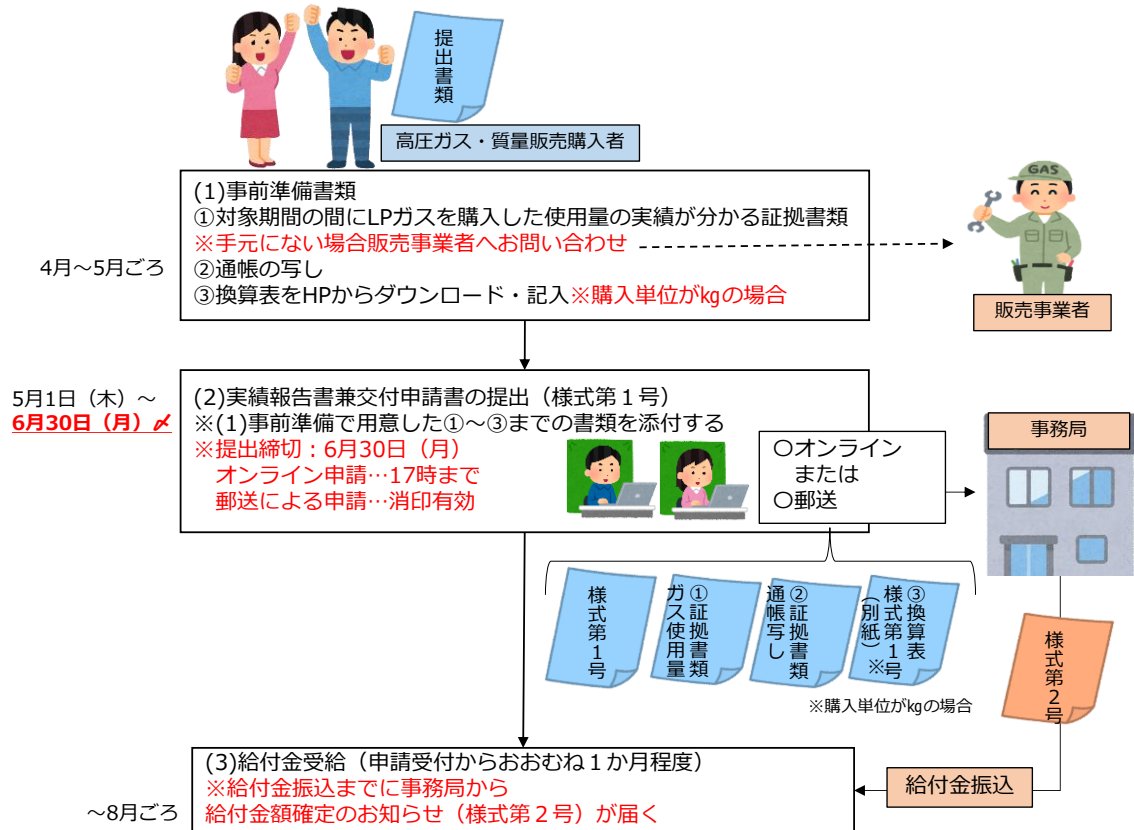 提出書類
高圧ガス・質量販売購入者
GAS
販売事業者
4月～5月ごろ
(1)事前準備書類
①対象期間の間にLPガスを購入した使用量の実績が分かる証拠書類
※手元にない場合販売事業者へお問い合わせ
②通帳の写し
③換算表をHPからダウンロード・記入※購入単位が㎏の場合
5月1日（木）～
6月30日（月）〆
(2)実績報告書兼交付申請書の提出（様式第１号）
※(1)事前準備で用意した①～③までの書類を添付する
※提出締切：6月30日（月）
オンライン申請…17時まで
郵送による申請…消印有効
〇オンライン
または
〇郵送
事務局
様式第1号
①証拠書類
ガス使用量
②証拠書類
通帳写し
③換算表
様式第1号
（別紙）※
※購入単位が㎏の場合
様式第2号
～8月ごろ
(3)給付金受給（申請受付からおおむね１か月程度）
※給付金振込までに事務局から
給付金額確定のお知らせ（様式第２号）が届く
給付金振込